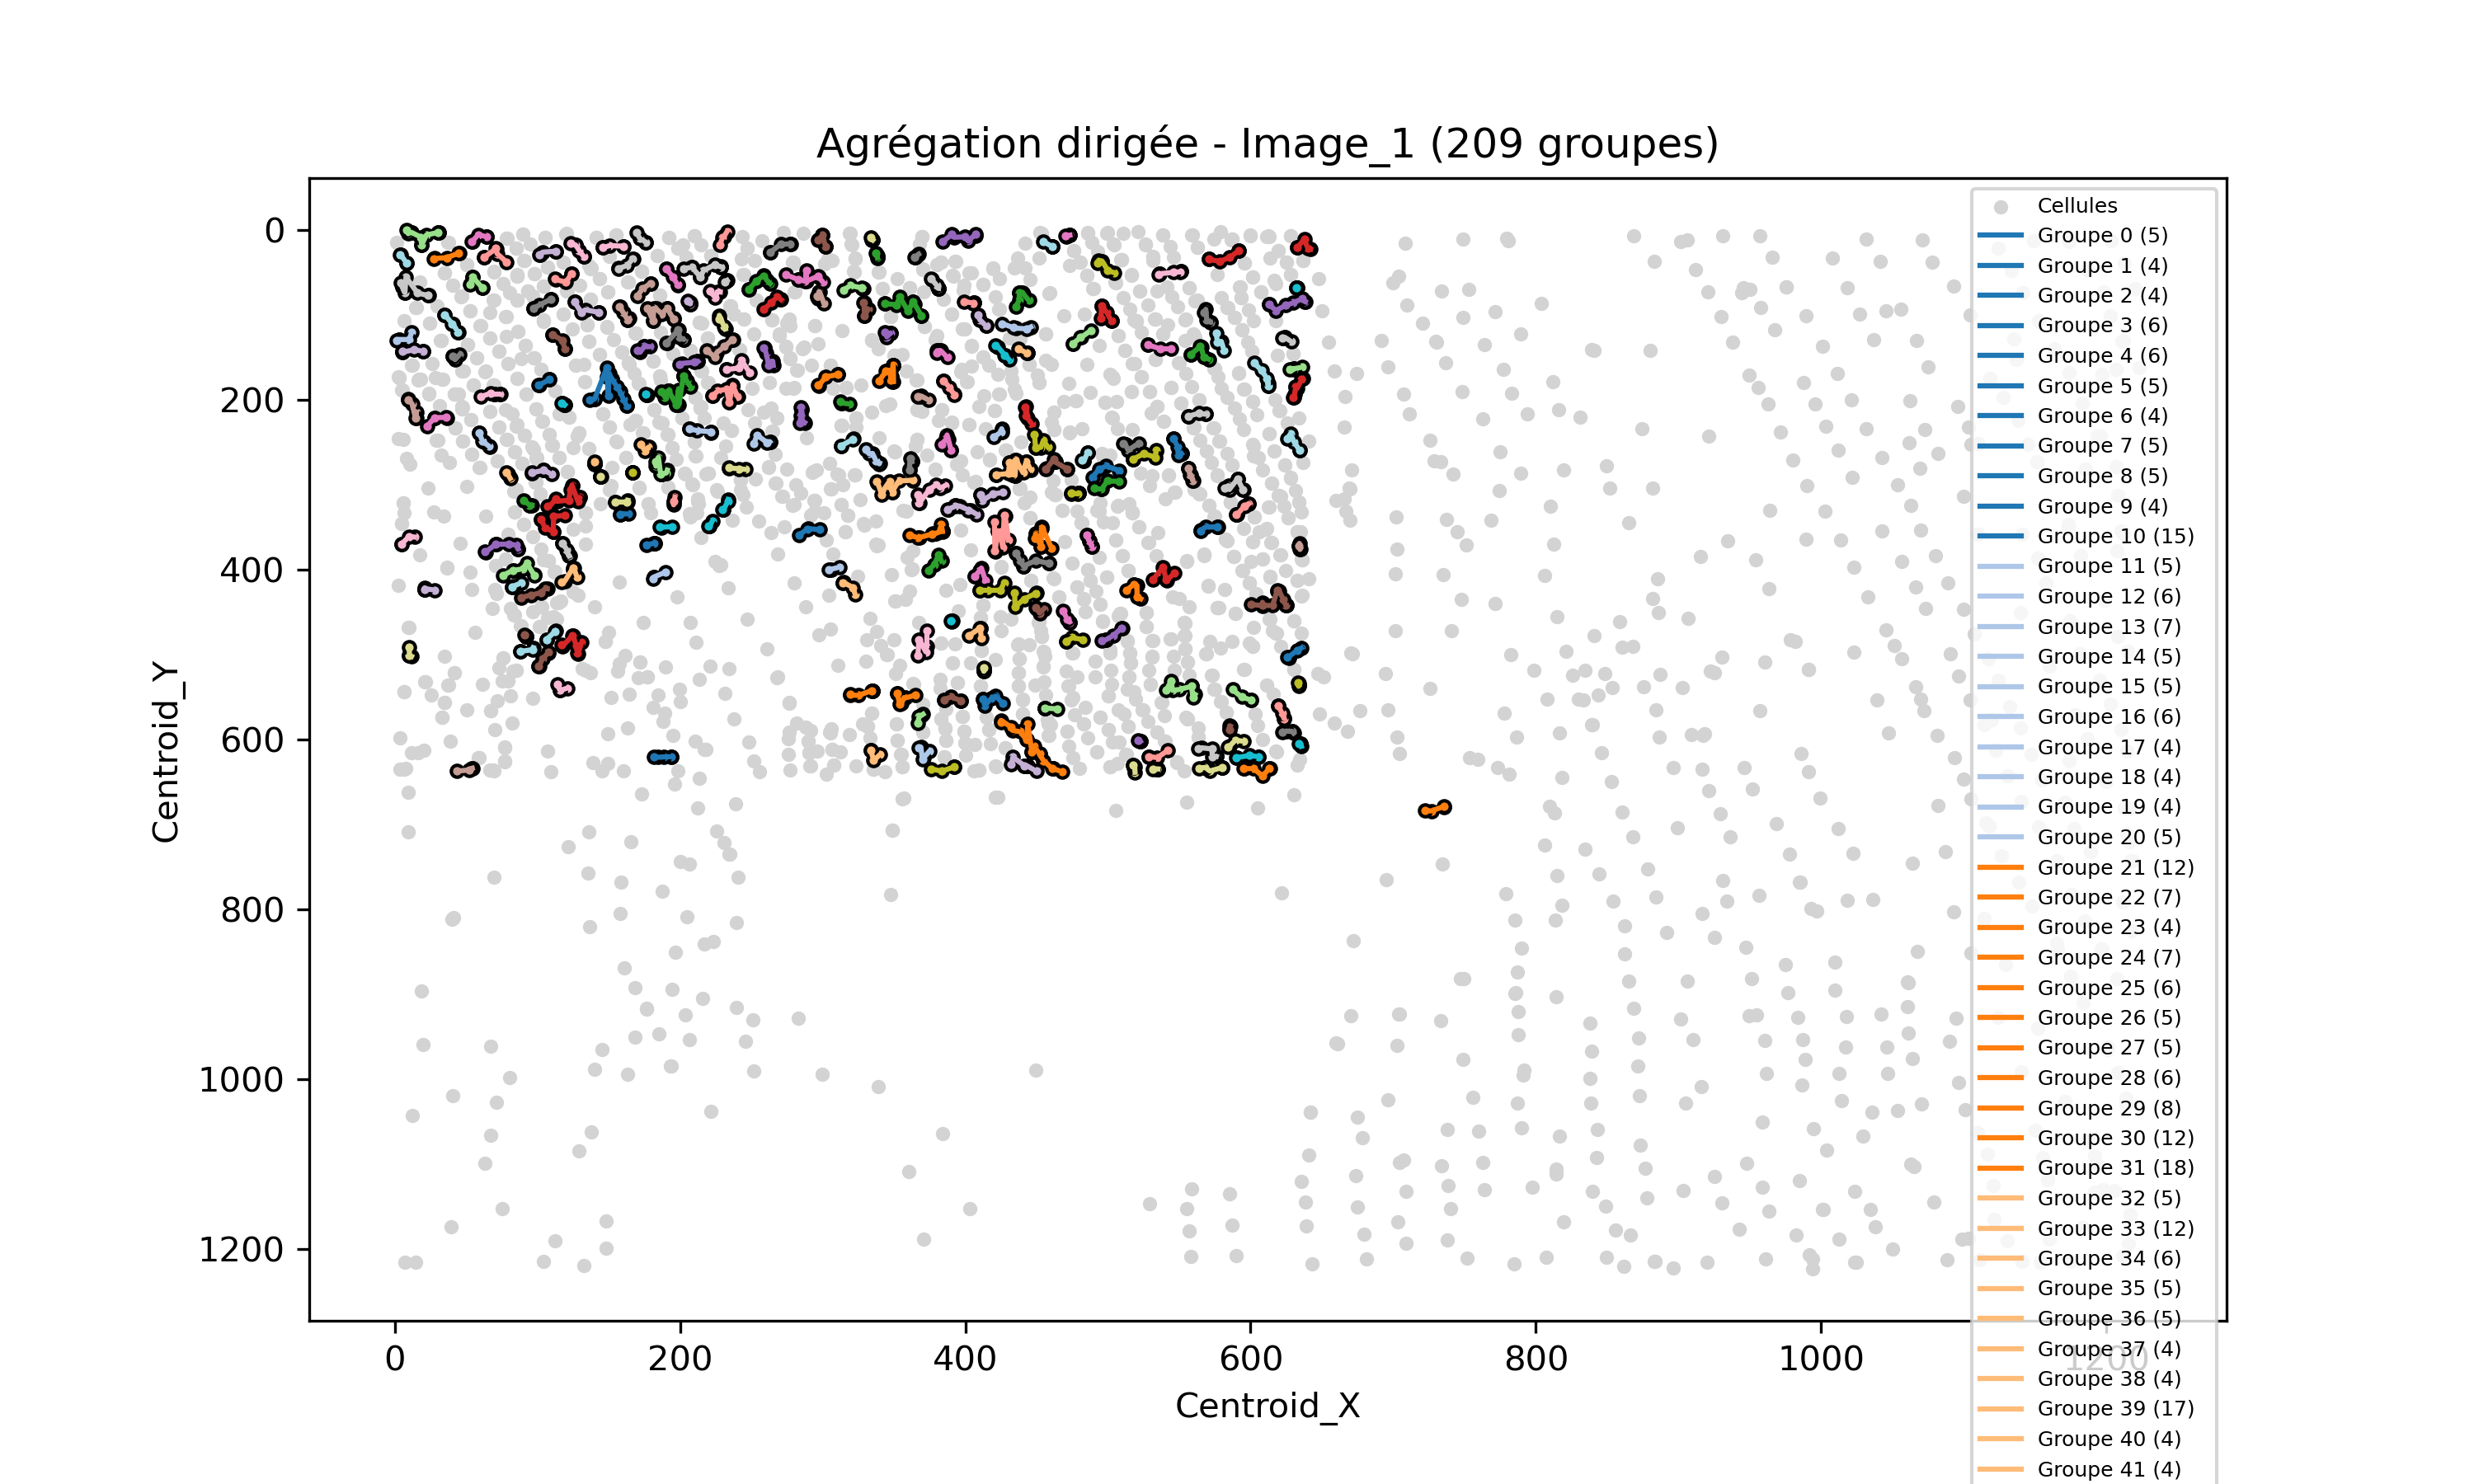 Agrégation dirigée - Image_1 (209 groupes)
Centroid_Y
0
200
400
600
800
1000
1200
0
200
400
600
800
1000
1200
Centroid_X
Cellules
Groupe 0 (5)
Groupe 1 (4)
Groupe 2 (4)
Groupe 3 (6)
Groupe 4 (6)
Groupe 5 (5)
Groupe 6 (4)
Groupe 7 (5)
Groupe 8 (5)
Groupe 9 (4)
Groupe 10 (15)
Groupe 11 (5)
Groupe 12 (6)
Groupe 13 (7)
Groupe 14 (5)
Groupe 15 (5)
Groupe 16 (6)
Groupe 17 (4)
Groupe 18 (4)
Groupe 19 (4)
Groupe 20 (5)
Groupe 21 (12)
Groupe 22 (7)
Groupe 23 (4)
Groupe 24 (7)
Groupe 25 (6)
Groupe 26 (5)
Groupe 27 (5)
Groupe 28 (6)
Groupe 29 (8)
Groupe 30 (12)
Groupe 31 (18)
Groupe 32 (5)
Groupe 33 (12)
Groupe 34 (6)
Groupe 35 (5)
Groupe 36 (5)
Groupe 37 (4)
Groupe 38 (4)
Groupe 39 (17)
Groupe 40 (4)
Groupe 41 (4)